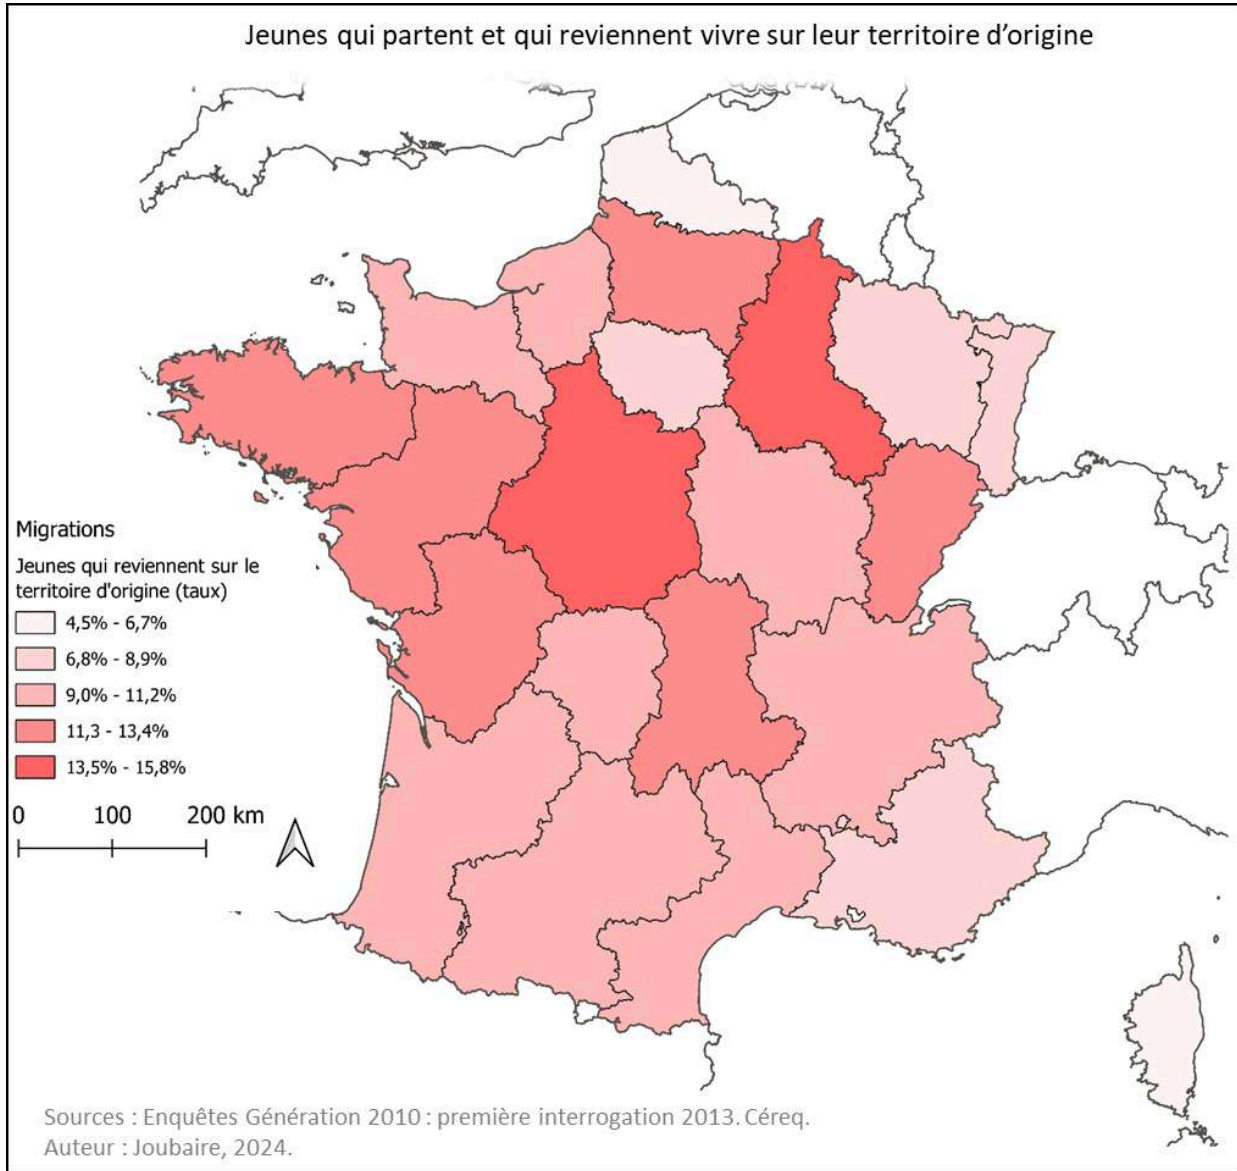 Jeunes qui partent et qui reviennent vivre sur leur territoire d’origine
Migrations
Jeunes qui reviennent sur le
territoire d'origine (taux)
4,5% - 6,7%
6,8% - 8,9%
9,0% - 11,2%
11,3 - 13,4%
13,5% - 15,8%
0 100 200 km
Sources : Enquêtes Génération 2010 : première interrogation 2013. Céreq.
Auteur : Joubaire, 2024.